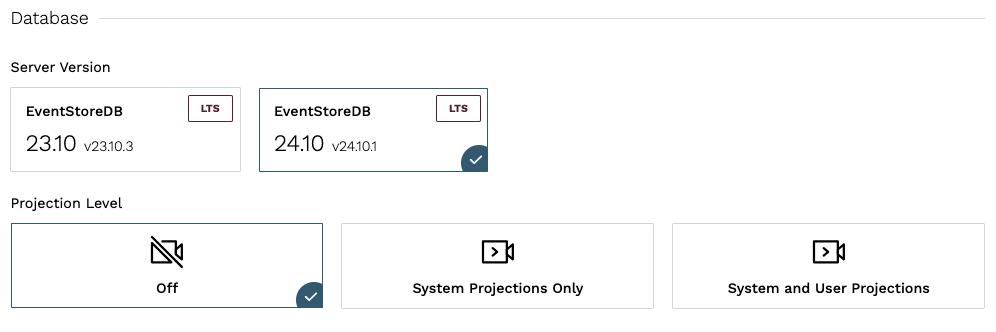 Database
Server Version
EventStoreDB LTS
23.10 v23.10.3
EventStoreDB LTS
24.10 v24.10.1
Projection Level
Off
System Projections Only
System and User Projections